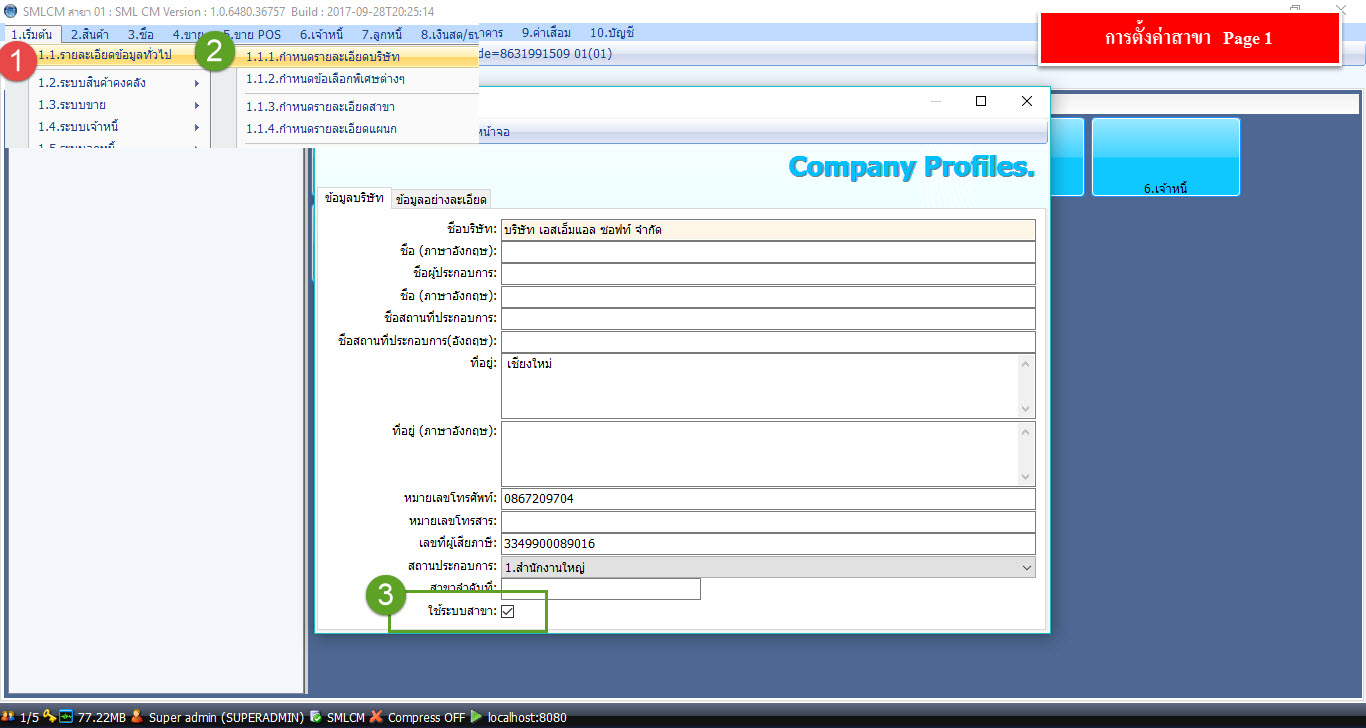 SMLCM สาขา 01 : SML CM Version : 1.0.6480.36757 Build : 2017-09-28T20:25:14
การตั้งค่าสาขา Page 1
1.เริ่มต้น 2.สินค้า 3.ซื้อ 4.ขาย 5.ขาย POS 6.เจ้าหนี้ 7.ลูกหนี้ 8.เงินสด/ธนาคาร 9.ค่าเสื่อม 10.บัญชี
1 1.1.รายละเอียดข้อมูลทั่วไป 2 1.1.1.กำหนดรายละเอียดบริษัท de=8631991509 01(01)
1.2.ระบบสินค้าคงคลัง 1.1.2.กำหนดข้อเลือกพิเศษต่างๆ
1.3.ระบบขาย 1.1.3.กำหนดรายละเอียดสาขา
1.4.ระบบเจ้าหนี้ 1.1.4.กำหนดรายละเอียดแผนก
หน้าจอ
Company Profiles.
6.เจ้าหนี้
ข้อมูลบริษัท ข้อมูลอย่างละเอียด
ชื่อบริษัท: บริษัท เอสเอ็มแอล ซอฟท์ จำกัด
ชื่อ (ภาษาอังกฤษ):
ชื่อผู้ประกอบการ:
ชื่อ (ภาษาอังกฤษ):
ชื่อสถานที่ประกอบการ:
ชื่อสถานที่ประกอบการ(อังกฤษ):
ที่อยู่: เชียงใหม่
ที่อยู่ (ภาษาอังกฤษ):
หมายเลขโทรศัพท์: 0867209704
หมายเลขโทรสาร:
เลขที่ผู้เสียภาษี: 3349900089016
สถานประกอบการ: 1.สำนักงานใหญ่
สาขาลำดับที่:
3 ใช้ระบบสาขา:
1/5 77.22MB Super admin (SUPERADMIN) SMLCM Compress OFF localhost:8080